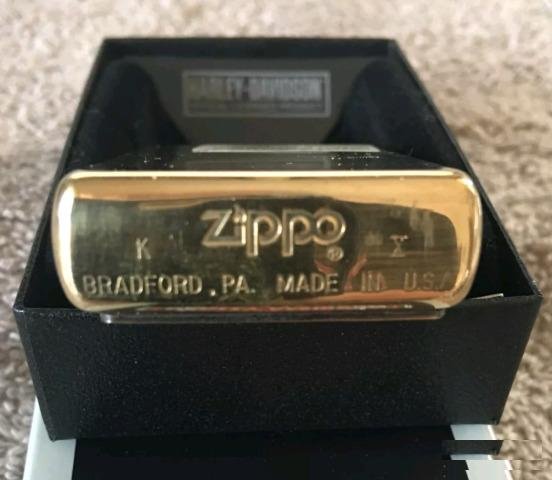 HARLEY-DAVIDSON
K Zippo ® X
BRADFORD, PA. MADE IN U.S.A